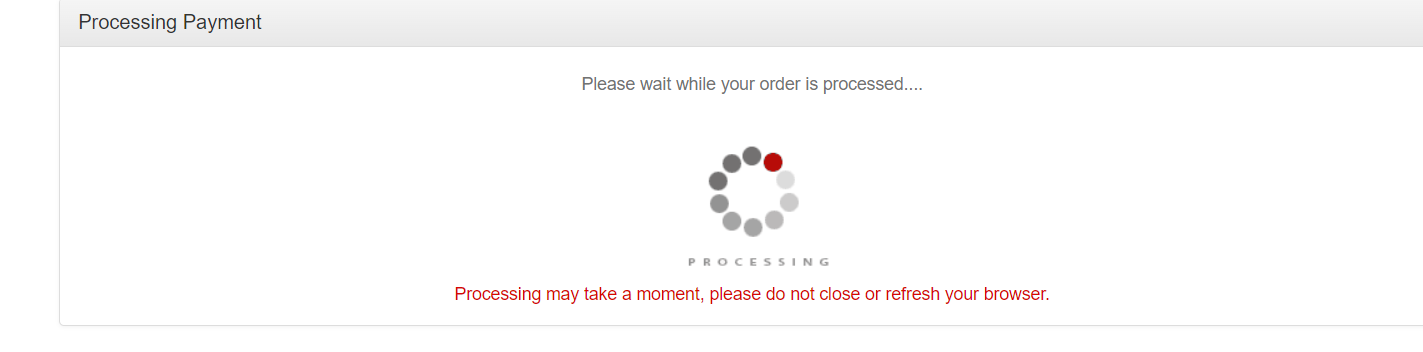 Processing Payment
Please wait while your order is processed....
PROCESSING
Processing may take a moment, please do not close or refresh your browser.